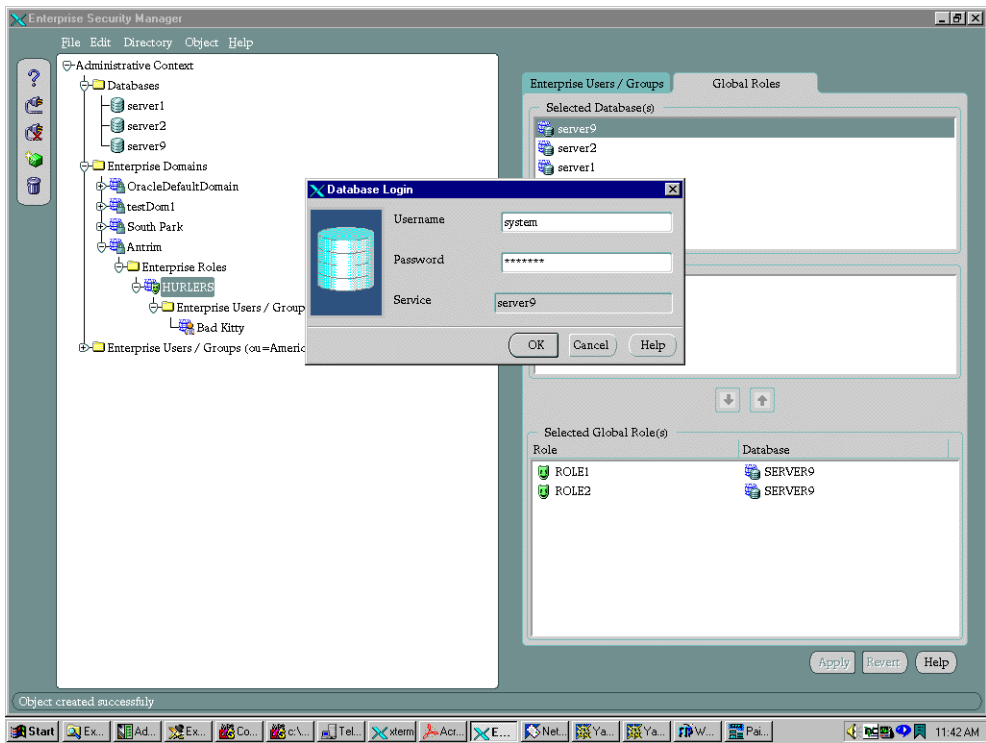 Enterprise Security Manager
File Edit Directory Object Help
Administrative Context
Databases
server1
server2
server9
Enterprise Domains
OracleDefaultDomain
testDom1
South Park
Antrim
Enterprise Roles
HURLERS
Enterprise Users / Group
Bad Kitty
Enterprise Users / Groups (ou=Americ
Enterprise Users / Groups
Global Roles
Selected Database(s)
server9
server2
server1
Database Login
Username
system
Password
*******
Service
server9
OK
Cancel
Help
Selected Global Role(s)
Role Database
ROLE1 SERVER9
ROLE2 SERVER9
Apply Revert Help
Object created successfuly
Start Ex... Ad... Ex... Co... c:\... Tel... xterm Acr... E... Net... Ya... Ya... W... Pai... 11:42 AM